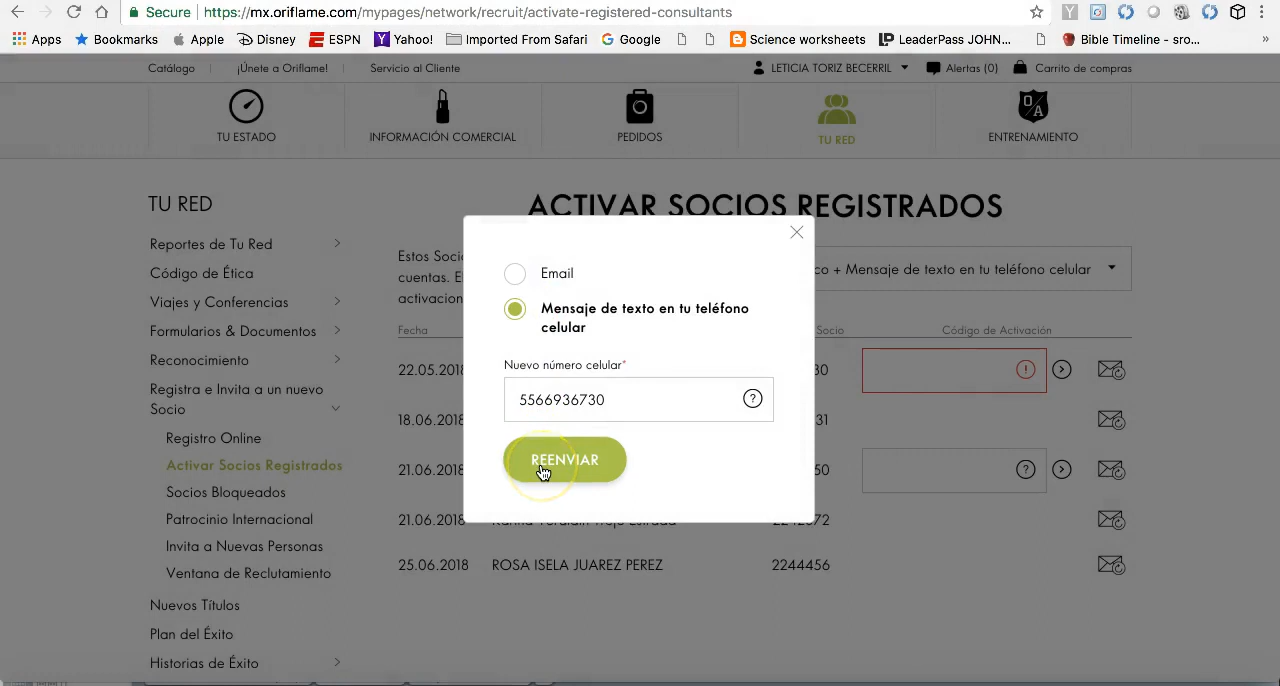 Secure
https://mx.oriflame.com/mypages/network/recruit/activate-registered-consultants
Apps
Bookmarks
Apple
Disney
ESPN
Yahoo!
Imported From Safari
Google
Science worksheets
LeaderPass JOHN...
Bible Timeline - sro...
»
Catálogo
¡Únete a Oriflame!
Servicio al Cliente
LETICIA TORIZ BECERRIL
Alertas (0)
Carrito de compras
TU ESTADO
INFORMACIÓN COMERCIAL
PEDIDOS
TU RED
ENTRENAMIENTO
TU RED
ACTIVAR SOCIOS REGISTRADOS
Reportes de Tu Red
Código de Ética
Viajes y Conferencias
Formularios & Documentos
Reconocimiento
Registra e Invita a un nuevo
Socio
Registro Online
Activar Socios Registrados
Socios Bloqueados
Patrocinio Internacional
Invita a Nuevas Personas
Ventana de Reclutamiento
Nuevos Títulos
Plan del Éxito
Historias de Éxito
Estos Soci
cuentas. E
activacion
co + Mensaje de texto en tu teléfono celular
Fecha
Socio
Código de Activación
22.05.2018
30
18.06.2018
31
21.06.2018
50
21.06.2018
25.06.2018
ROSA ISELA JUAREZ PEREZ
2244456
Email
Mensaje de texto en tu teléfono
celular
Nuevo número celular*
5566936730
REENVIAR